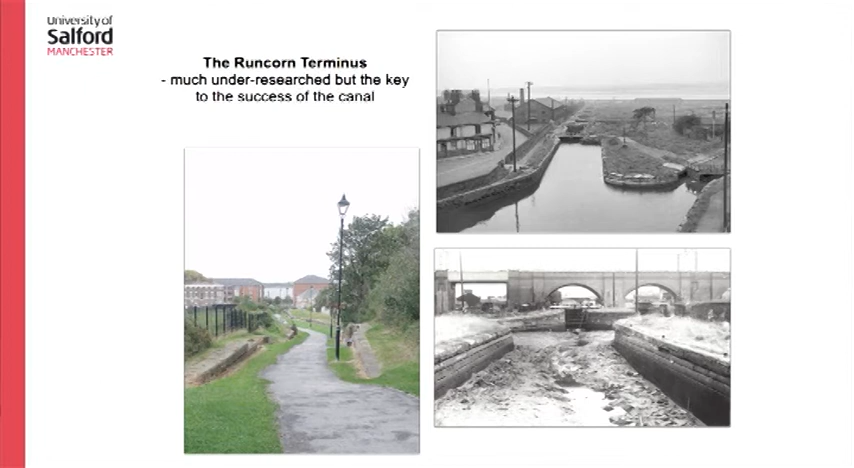 University of
Salford
MANCHESTER
The Runcorn Terminus
- much under-researched but the key
to the success of the canal